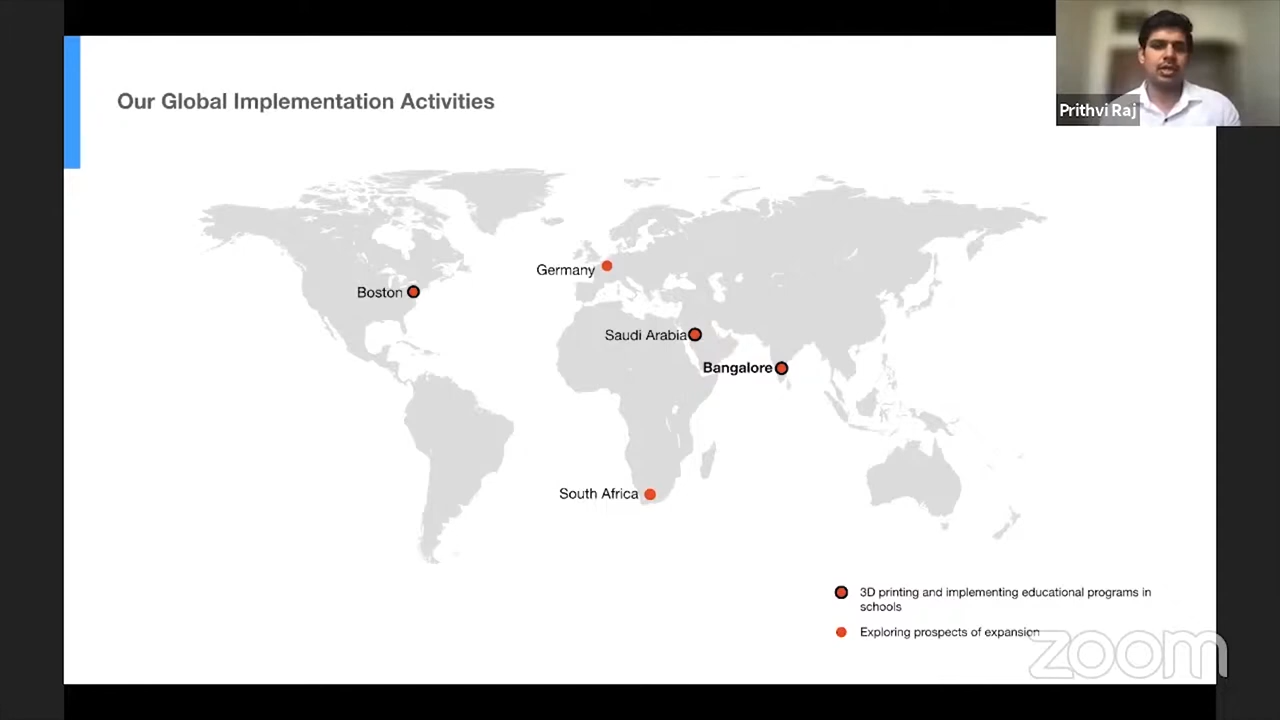 Our Global Implementation Activities
Prithvi Raj
Germany
Boston
Saudi Arabia
Bangalore
South Africa
3D printing and implementing educational programs in
schools
Exploring prospects of expansion
zoom